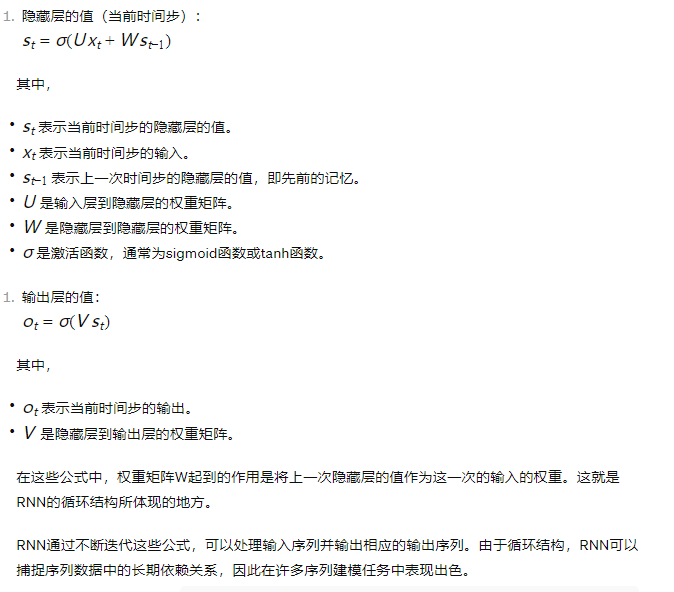 1. 隐藏层的值（当前时间步）：
sₜ = σ(U xₜ + W sₜ₋₁)
其中，
• sₜ 表示当前时间步的隐藏层的值。
• xₜ 表示当前时间步的输入。
• sₜ₋₁ 表示上一次时间步的隐藏层的值，即先前的记忆。
• U 是输入层到隐藏层的权重矩阵。
• W 是隐藏层到隐藏层的权重矩阵。
• σ 是激活函数，通常为sigmoid函数或tanh函数。
1. 输出层的值：
oₜ = σ(V sₜ)
其中，
• oₜ 表示当前时间步的输出。
• V 是隐藏层到输出层的权重矩阵。
在这些公式中，权重矩阵W起到的作用是将上一次隐藏层的值作为这一次的输入的权重。这就是
RNN的循环结构所体现的地方。
RNN通过不断迭代这些公式，可以处理输入序列并输出相应的输出序列。由于循环结构，RNN可以
捕捉序列数据中的长期依赖关系，因此在许多序列建模任务中表现出色。